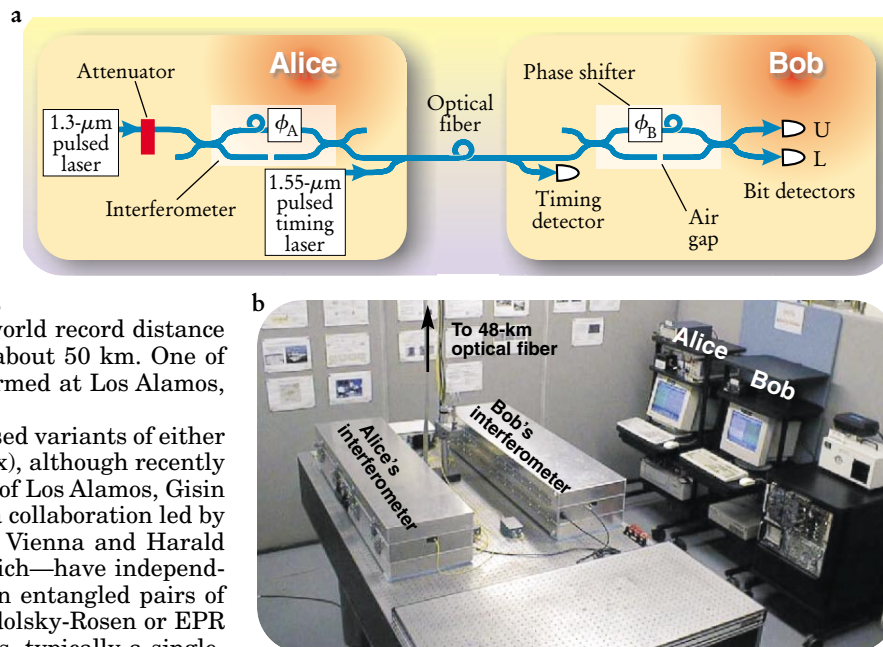 a
Alice
Bob
Attenuator
Phase shifter
Optical
fiber
1.3-μm
pulsed
laser
ϕA
ϕB
U
L
1.55-μm
pulsed
timing
laser
Interferometer
Timing
detector
Air
gap
Bit detectors
world record distance
about 50 km. One of
rmed at Los Alamos,
sed variants of either
x), although recently
of Los Alamos, Gisin
a collaboration led by
Vienna and Harald
ich—have independ-
n entangled pairs of
dolsky-Rosen or EPR
s, typically a single-
b
To 48-km
optical fiber
Alice
Bob
Alice's
interferometer
Bob's
interferometer